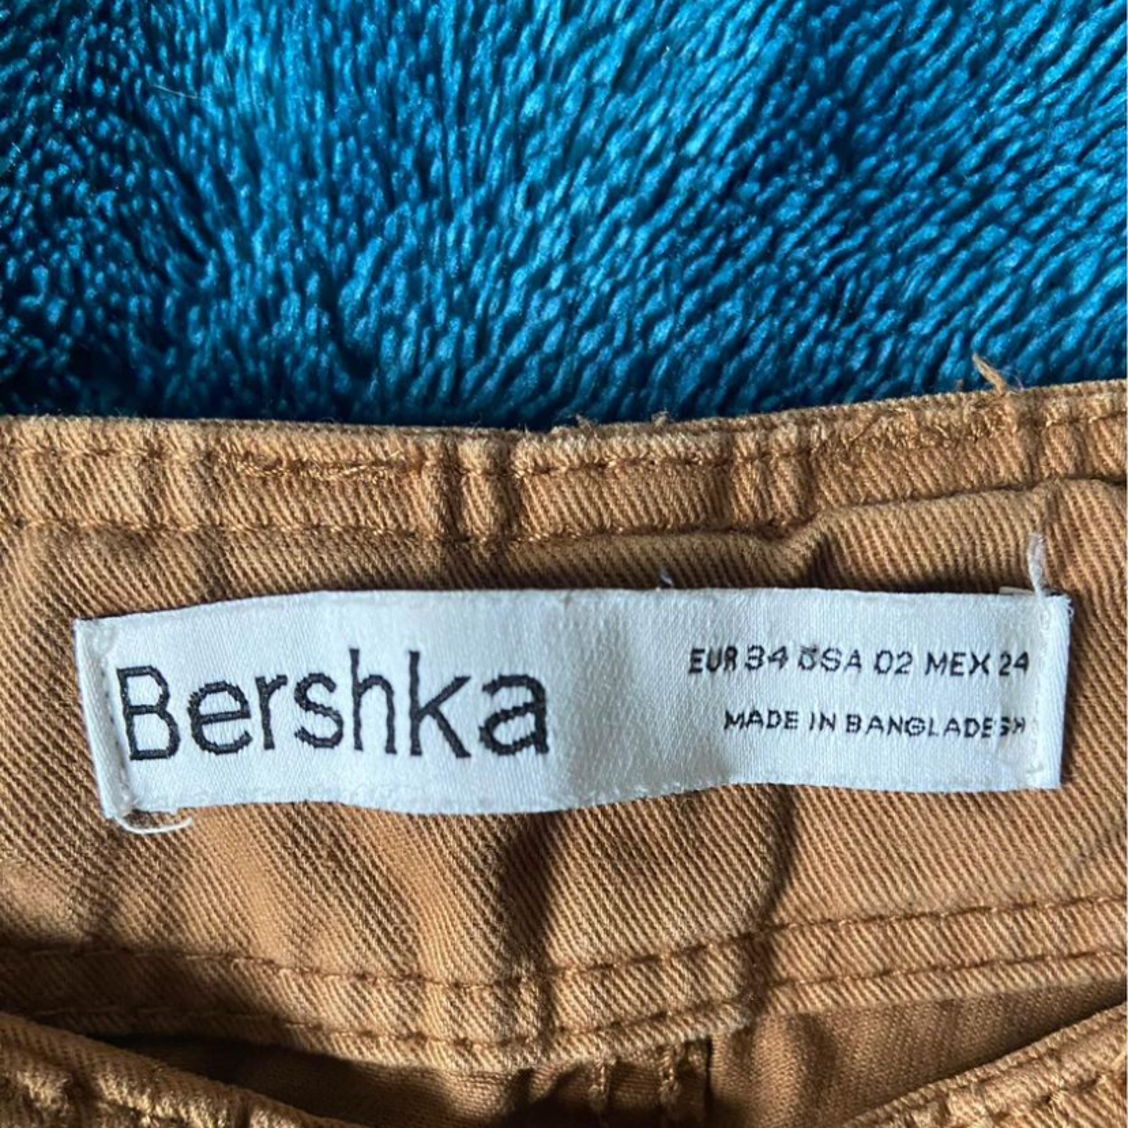 Bershka
EUR 34 USA 02 MEX 24
MADE IN BANGLADESH